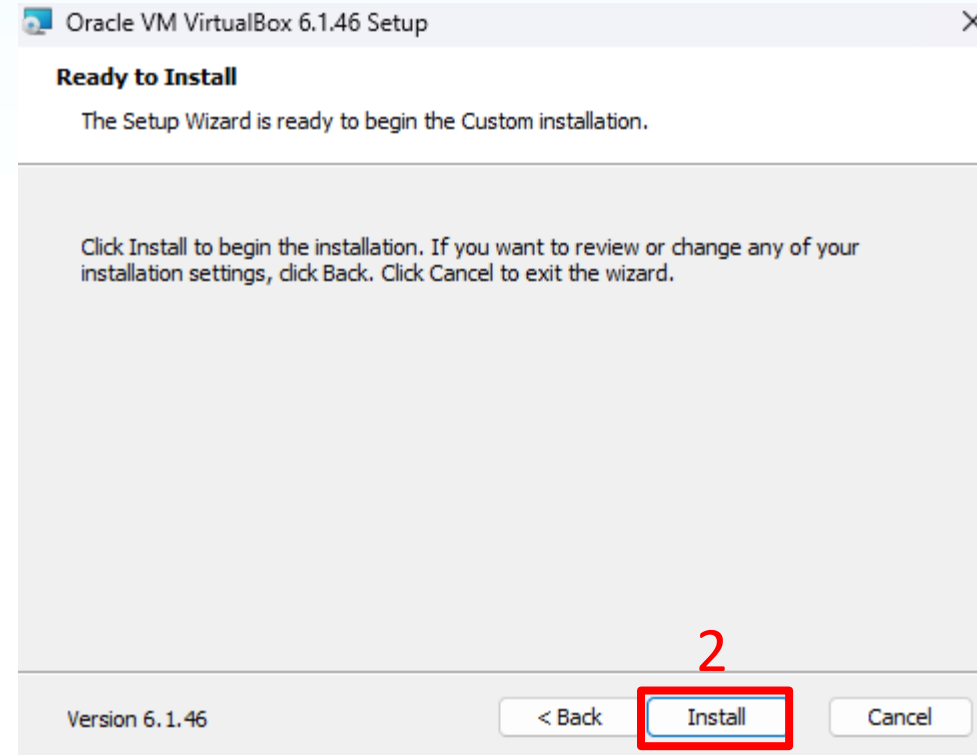 Oracle VM VirtualBox 6.1.46 Setup
Ready to Install
The Setup Wizard is ready to begin the Custom installation.
Click Install to begin the installation. If you want to review or change any of your
installation settings, click Back. Click Cancel to exit the wizard.
2
Version 6.1.46 < Back Install Cancel